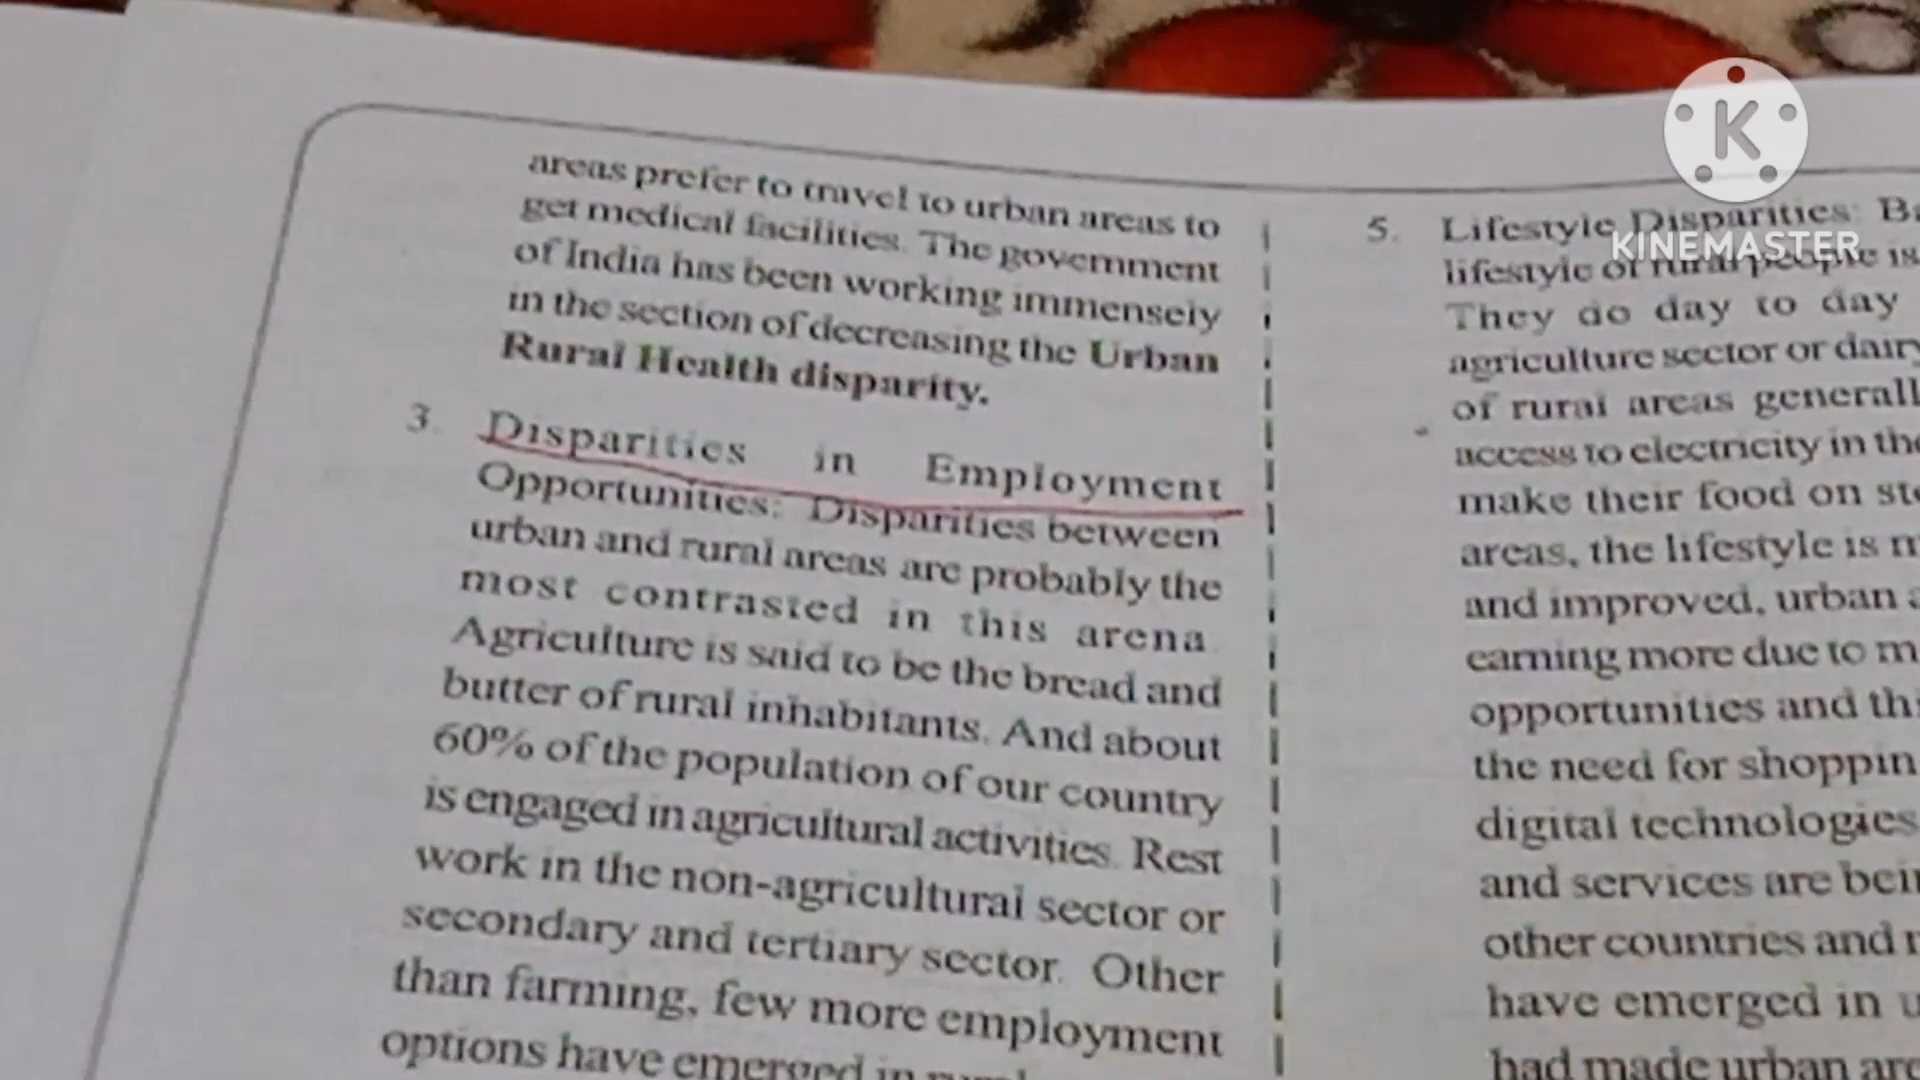 areas prefer to travel to urban areas to
get medical facilities. The government
of India has been working immensely
in the section of decreasing the Urban
Rural Health disparity.
3. Disparities in Employment
Opportunities: Disparities between
urban and rural areas are probably the
most contrasted in this arena.
Agriculture is said to be the bread and
butter of rural inhabitants. And about
60% of the population of our country
is engaged in agricultural activities. Rest
work in the non-agricultural sector or
secondary and tertiary sector. Other
than farming, few more employment
options have emerged in rural
5. Lifestyle Disparities:
lifestyle of rural people is
They do day to day
agriculture sector or dairy
of rural areas
access to electricity in the
make their food on
areas, the lifestyle is
and improved, urban
earning more due to
opportunities and
the need for
digital technologies
and services are
other countries and
have emerged in
had made urban
K
KINEMASTER